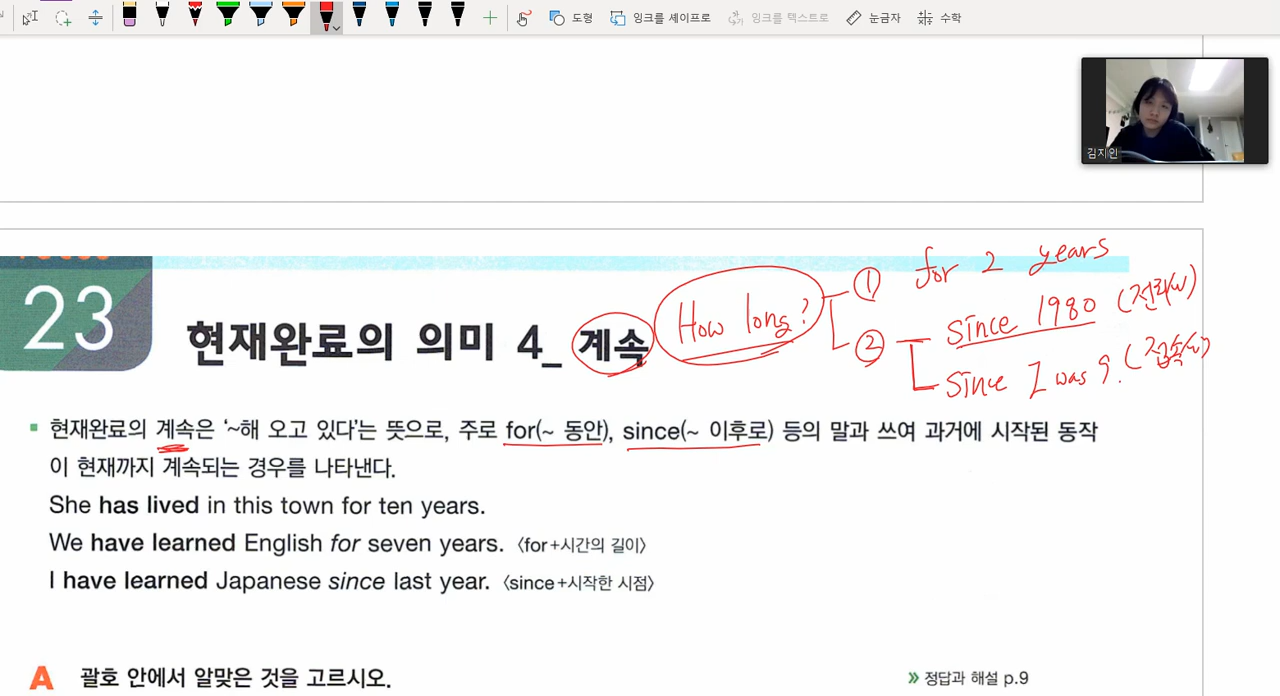 도형
잉크를 셰이프로
잉크를 텍스트로
눈금자
수학
김지인
FOCUS
23
현재완료의 의미 4_ 계속
How long?
① for 2 years
② since 1980 (전치사)
since I was 9. (접속사)
현재완료의 계속은 '~해 오고 있다'는 뜻으로, 주로 for(~ 동안), since(~ 이후로) 등의 말과 쓰여 과거에 시작된 동작
이 현재까지 계속되는 경우를 나타낸다.
She has lived in this town for ten years.
We have learned English for seven years. 〈for+시간의 길이〉
I have learned Japanese since last year. 〈since+시작한 시점〉
A 괄호 안에서 알맞은 것을 고르시오.
» 정답과 해설 p.9